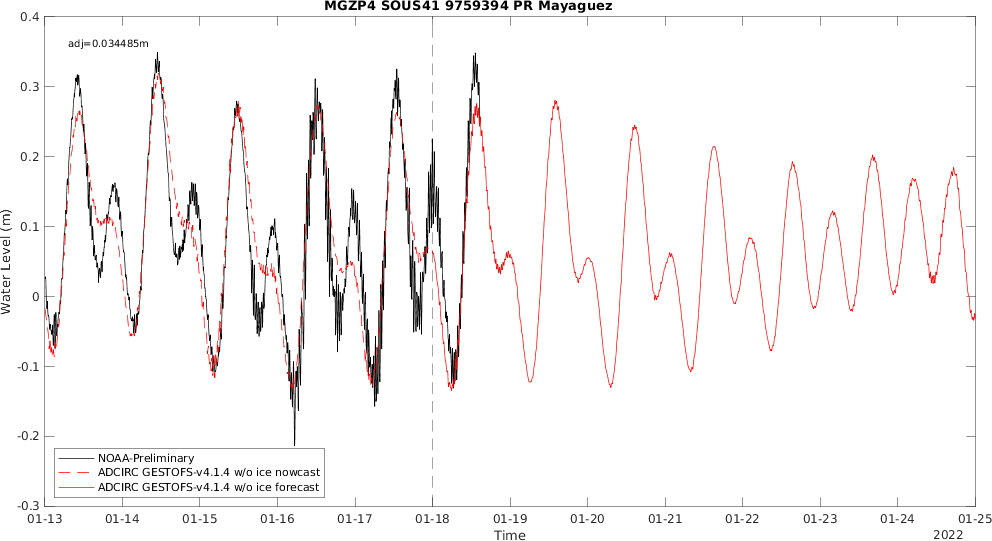 MGZP4 SOUS41 9759394 PR Mayaguez
adj=0.034485m
0.4
0.3
0.2
0.1
0
-0.1
-0.2
-0.3
Water Level (m)
NOAA-Preliminary
ADCIRC GESTOFS-v4.1.4 w/o ice nowcast
ADCIRC GESTOFS-v4.1.4 w/o ice forecast
01-13 01-14 01-15 01-16 01-17 01-18 01-19 01-20 01-21 01-22 01-23 01-24 01-25
Time
2022